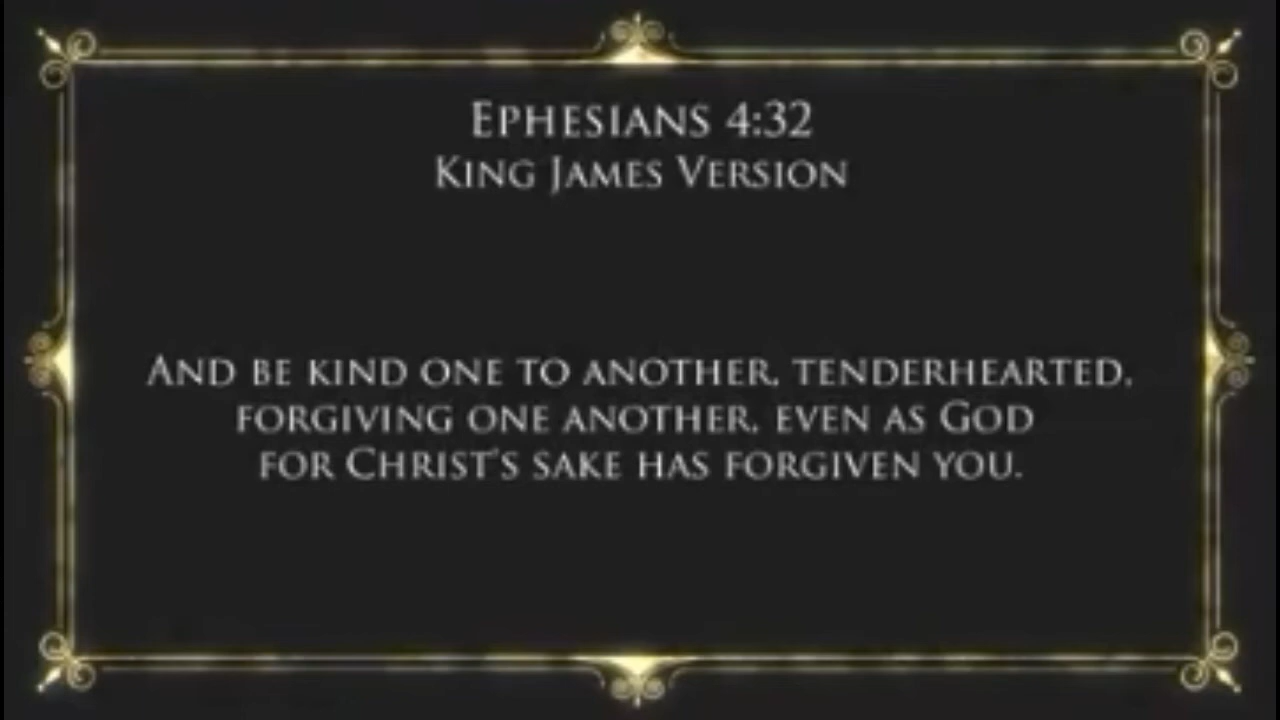 Ephesians 4:32
King James Version
And be kind one to another, tenderhearted,
forgiving one another, even as God
for Christ's sake has forgiven you.